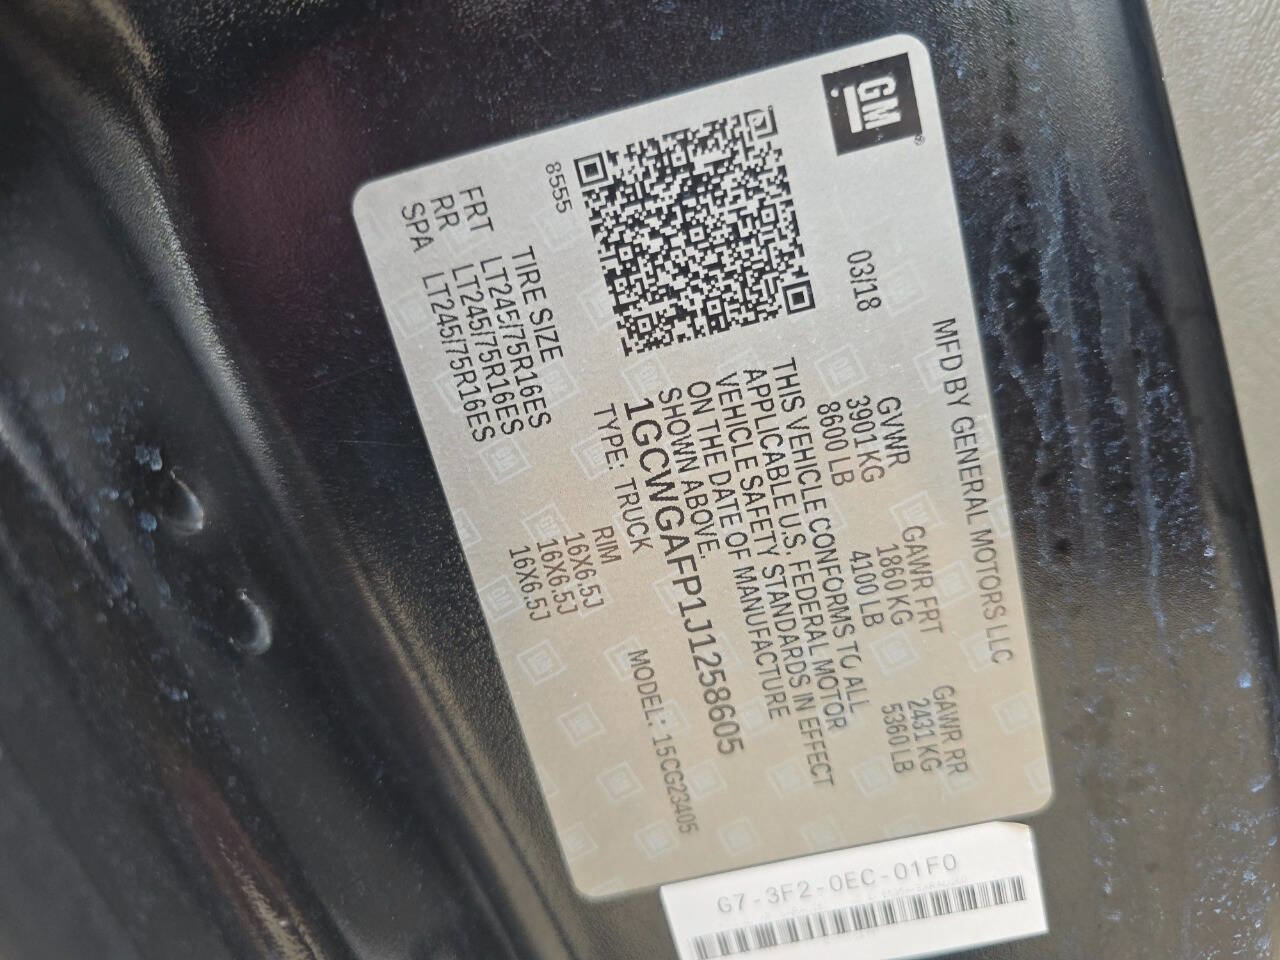 GM
MFD BY GENERAL MOTORS LLC
03/18
GVWR GAWR FRT GAWR RR
3901 KG 1860 KG 2431 KG
8600 LB 4100 LB 5360 LB
THIS VEHICLE CONFORMS TO ALL
APPLICABLE U.S. FEDERAL MOTOR
VEHICLE SAFETY STANDARDS IN EFFECT
ON THE DATE OF MANUFACTURE
SHOWN ABOVE.
1GCWGAFP1J1258605
8555
TYPE: TRUCK MODEL: 15CG23405
TIRE SIZE RIM
FRT LT245/75R16ES 16X6.5J
RR LT245/75R16ES 16X6.5J
SPA LT245/75R16ES 16X6.5J
G7-3F2-0EC-01F0